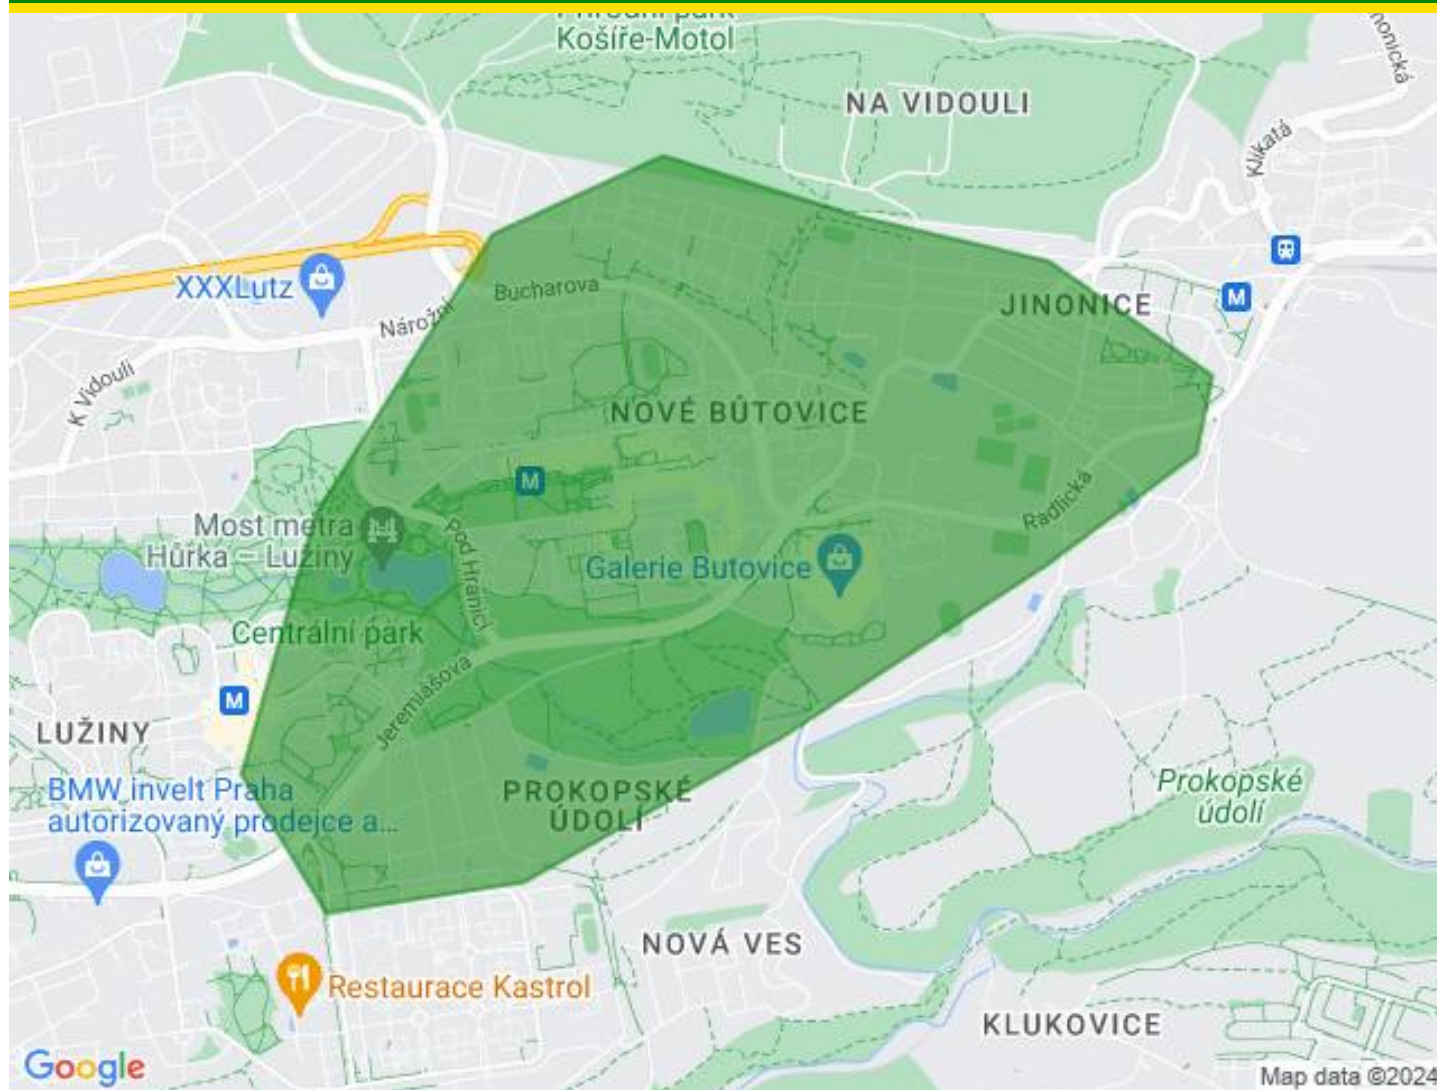 Přírodní park
Košíře-Motol
NA VIDOULI
Klikatá
XXXLutz
Bucharova
Nárožní
JINONICE
M
K Vidouli
NOVÉ BUTOVICE
M
Radlická
Most metra
Hůrka – Lužiny
Pod Hranicí
Galerie Butovice
Centrální park
Jeremiášova
M
LUŽINY
BMW invelt Praha
autorizovaný prodejce a...
PROKOPSKÉ
ÚDOLÍ
Prokopské
údolí
NOVÁ VES
Restaurace Kastrol
KLUKOVICE
Google
Map data ©2024